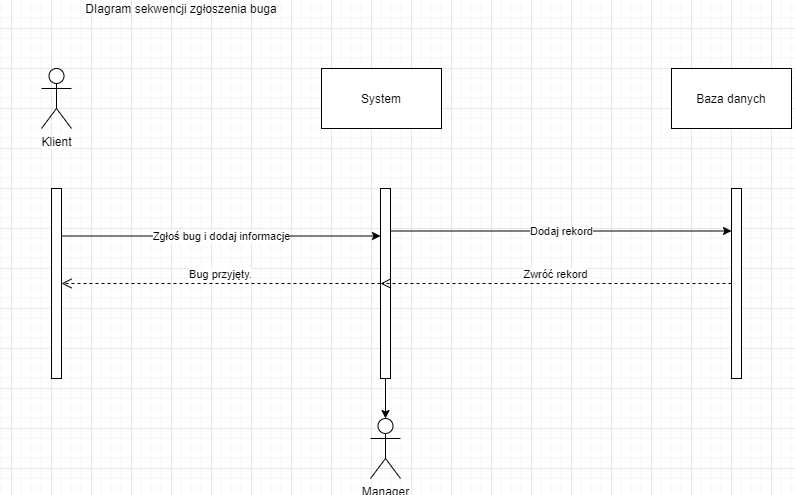 DIagram sekwencji zgłoszenia buga
Klient
System
Baza danych
Zgłoś bug i dodaj informacje
Dodaj rekord
Bug przyjęty.
Zwróć rekord
Manager